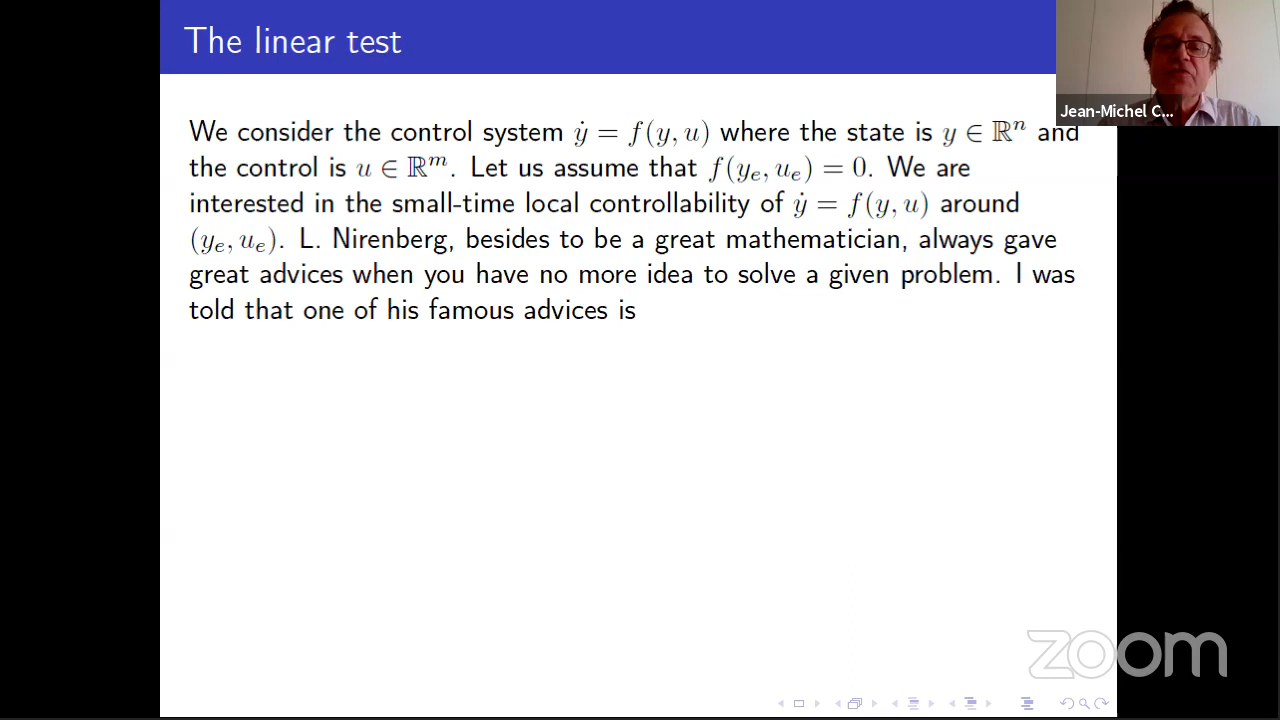 The linear test
Jean-Michel C...
We consider the control system ẏ = f(y, u) where the state is y ∈ ℝⁿ and
the control is u ∈ ℝᵐ. Let us assume that f(yₑ, uₑ) = 0. We are
interested in the small-time local controllability of ẏ = f(y, u) around
(yₑ, uₑ). L. Nirenberg, besides to be a great mathematician, always gave
great advices when you have no more idea to solve a given problem. I was
told that one of his famous advices is
zoom